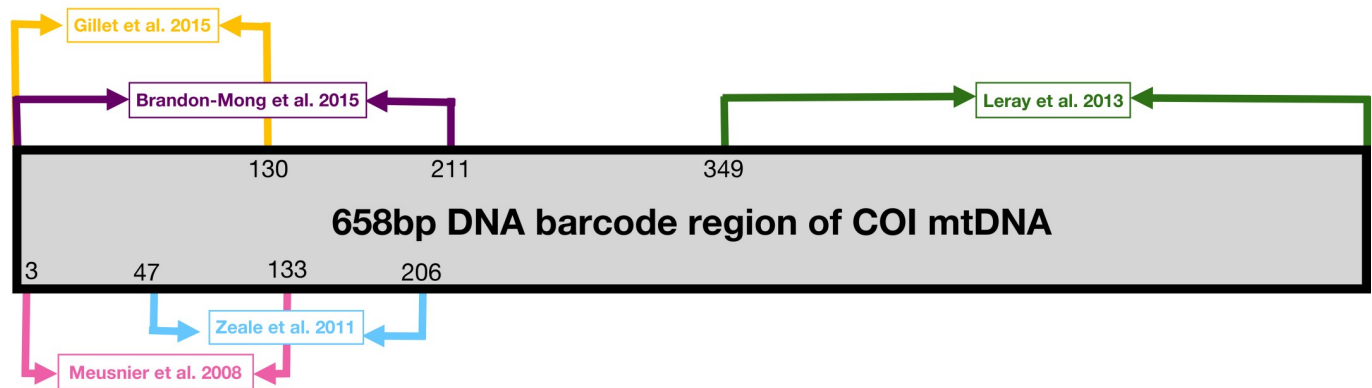 Gillet et al. 2015
Brandon-Mong et al. 2015
Leray et al. 2013
130 211 349
658bp DNA barcode region of COI mtDNA
3 47 133 206
Zeale et al. 2011
Meusnier et al. 2008